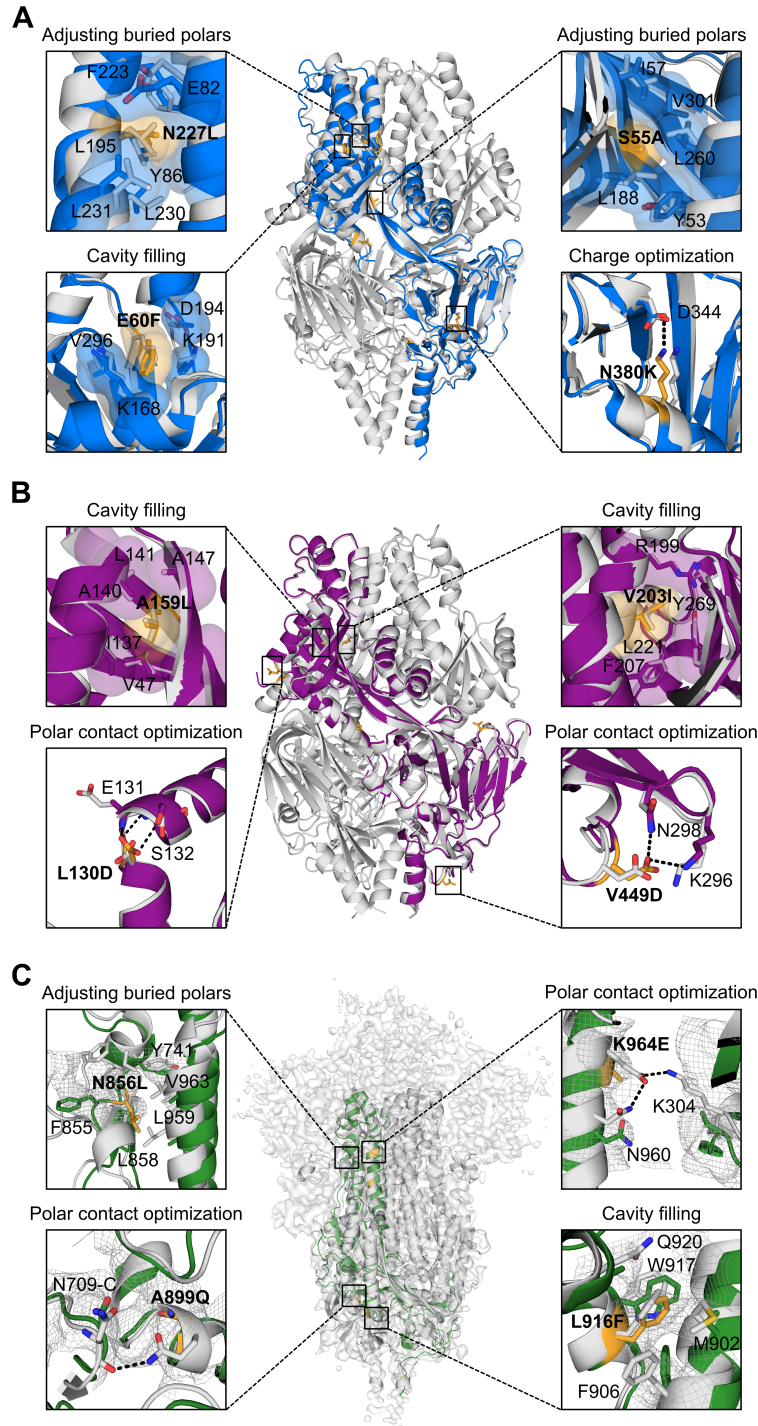 A
Adjusting buried polars
F223
E82
N227L
L195
Y86
L231
L230
Adjusting buried polars
I57
V301
S55A
L260
L188
Y53
Cavity filling
E60F
D194
V296
K191
K168
Charge optimization
D344
N380K
B
Cavity filling
L141
A147
A140
A159L
I137
V47
Cavity filling
R199
V203I
Y269
L221
F207
Polar contact optimization
E131
S132
L130D
Polar contact optimization
N298
K296
V449D
C
Adjusting buried polars
Y741
N856L
V963
F855
L959
L858
Polar contact optimization
K964E
K304
N960
Polar contact optimization
N709-C
A899Q
Cavity filling
Q920
W917
L916F
M902
F906